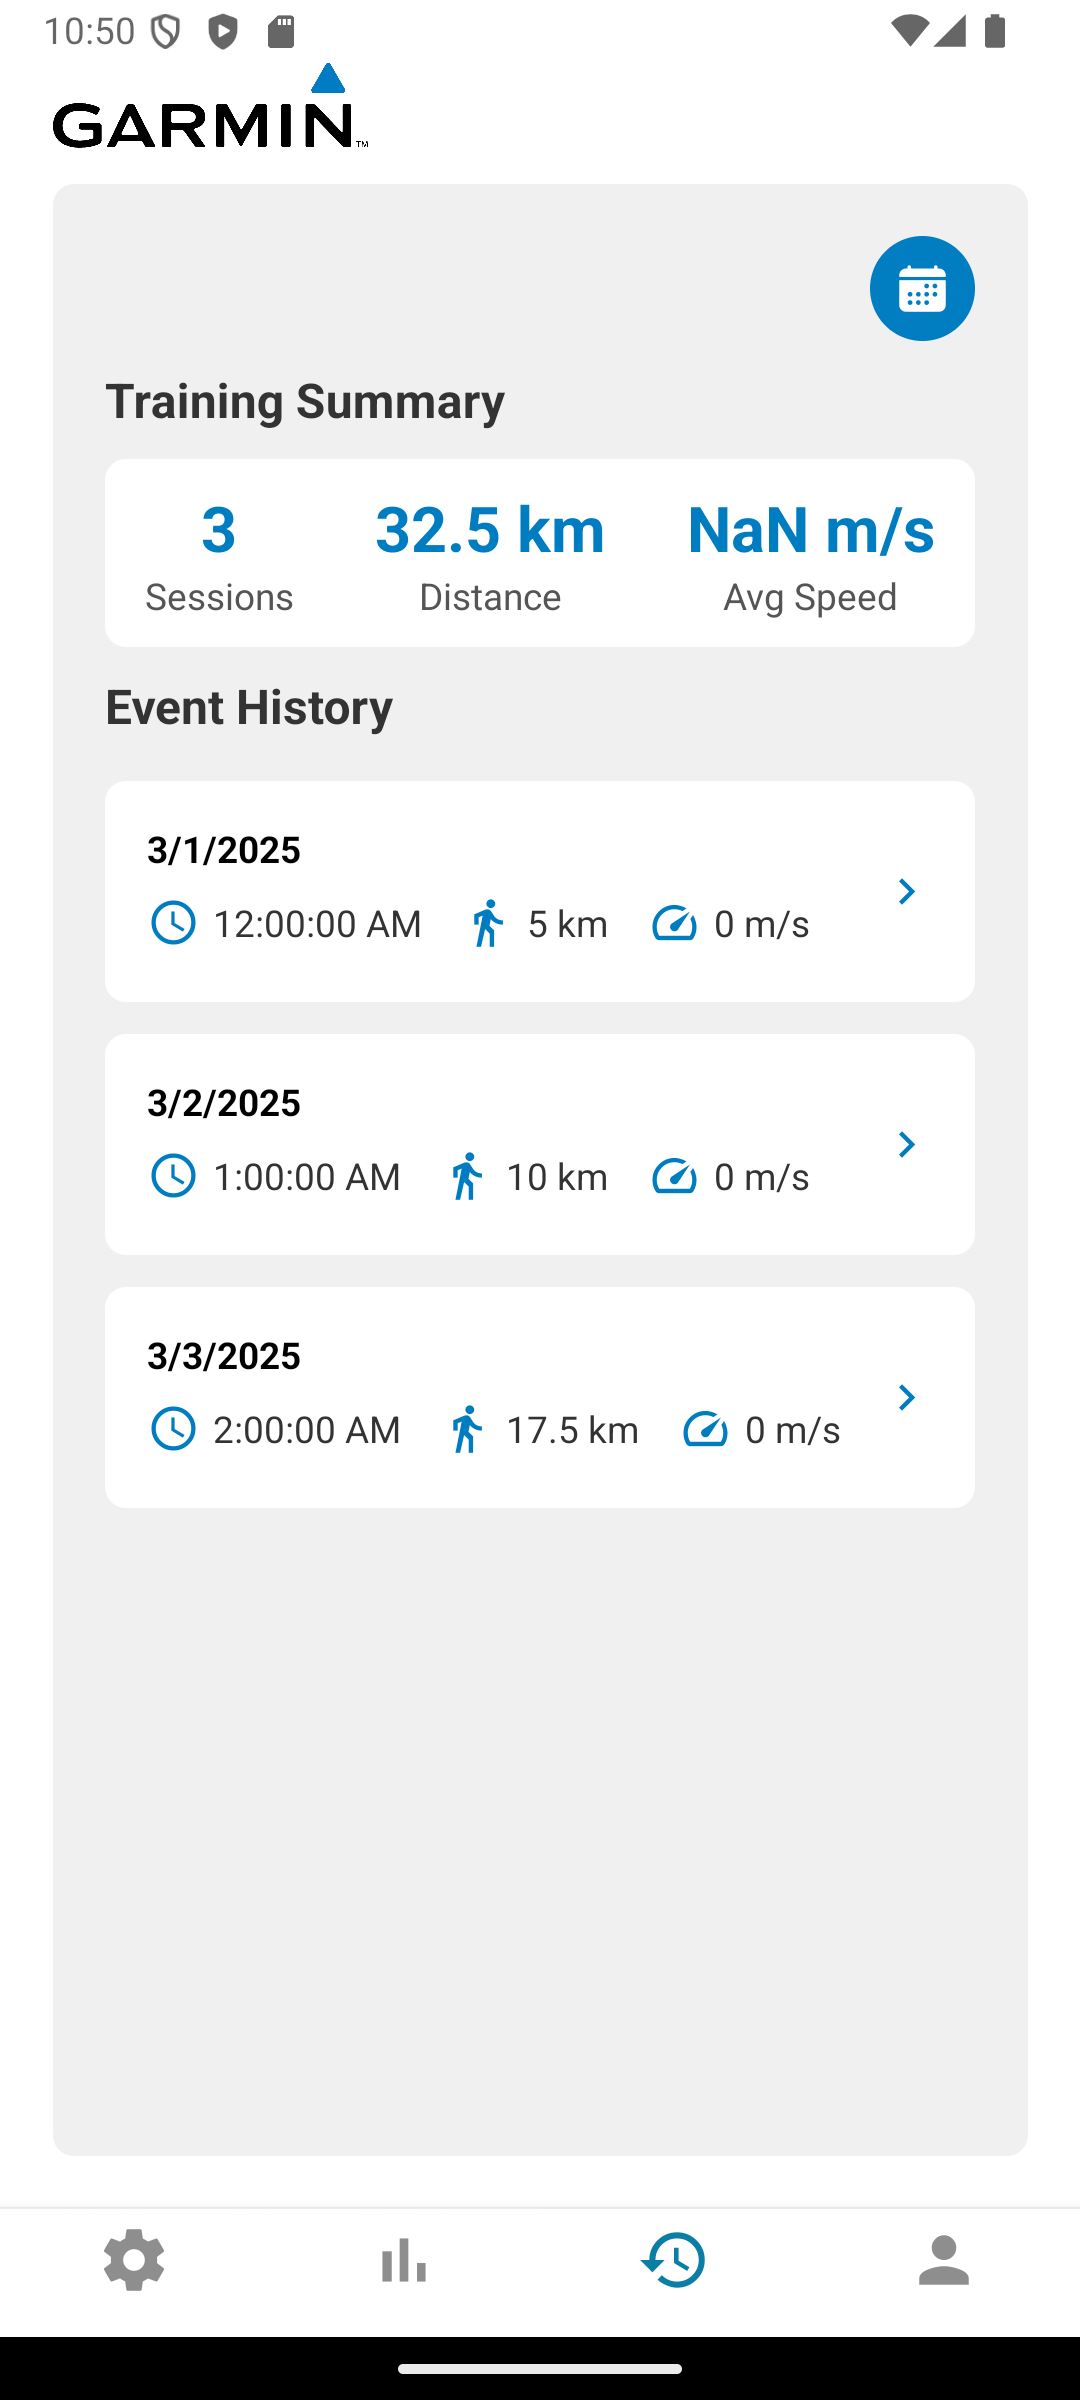 10:50
GARMIN™
Training Summary
3 32.5 km NaN m/s
Sessions Distance Avg Speed
Event History
3/1/2025
12:00:00 AM 5 km 0 m/s
3/2/2025
1:00:00 AM 10 km 0 m/s
3/3/2025
2:00:00 AM 17.5 km 0 m/s